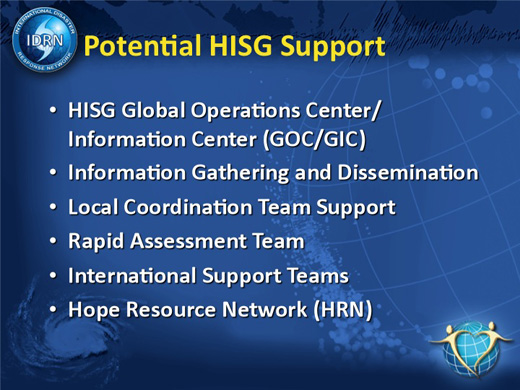 INTERNATIONAL DISASTER
IDRN
RESPONSE NETWORK
Potential HISG Support
• HISG Global Operations Center/
Information Center (GOC/GIC)
• Information Gathering and Dissemination
• Local Coordination Team Support
• Rapid Assessment Team
• International Support Teams
• Hope Resource Network (HRN)